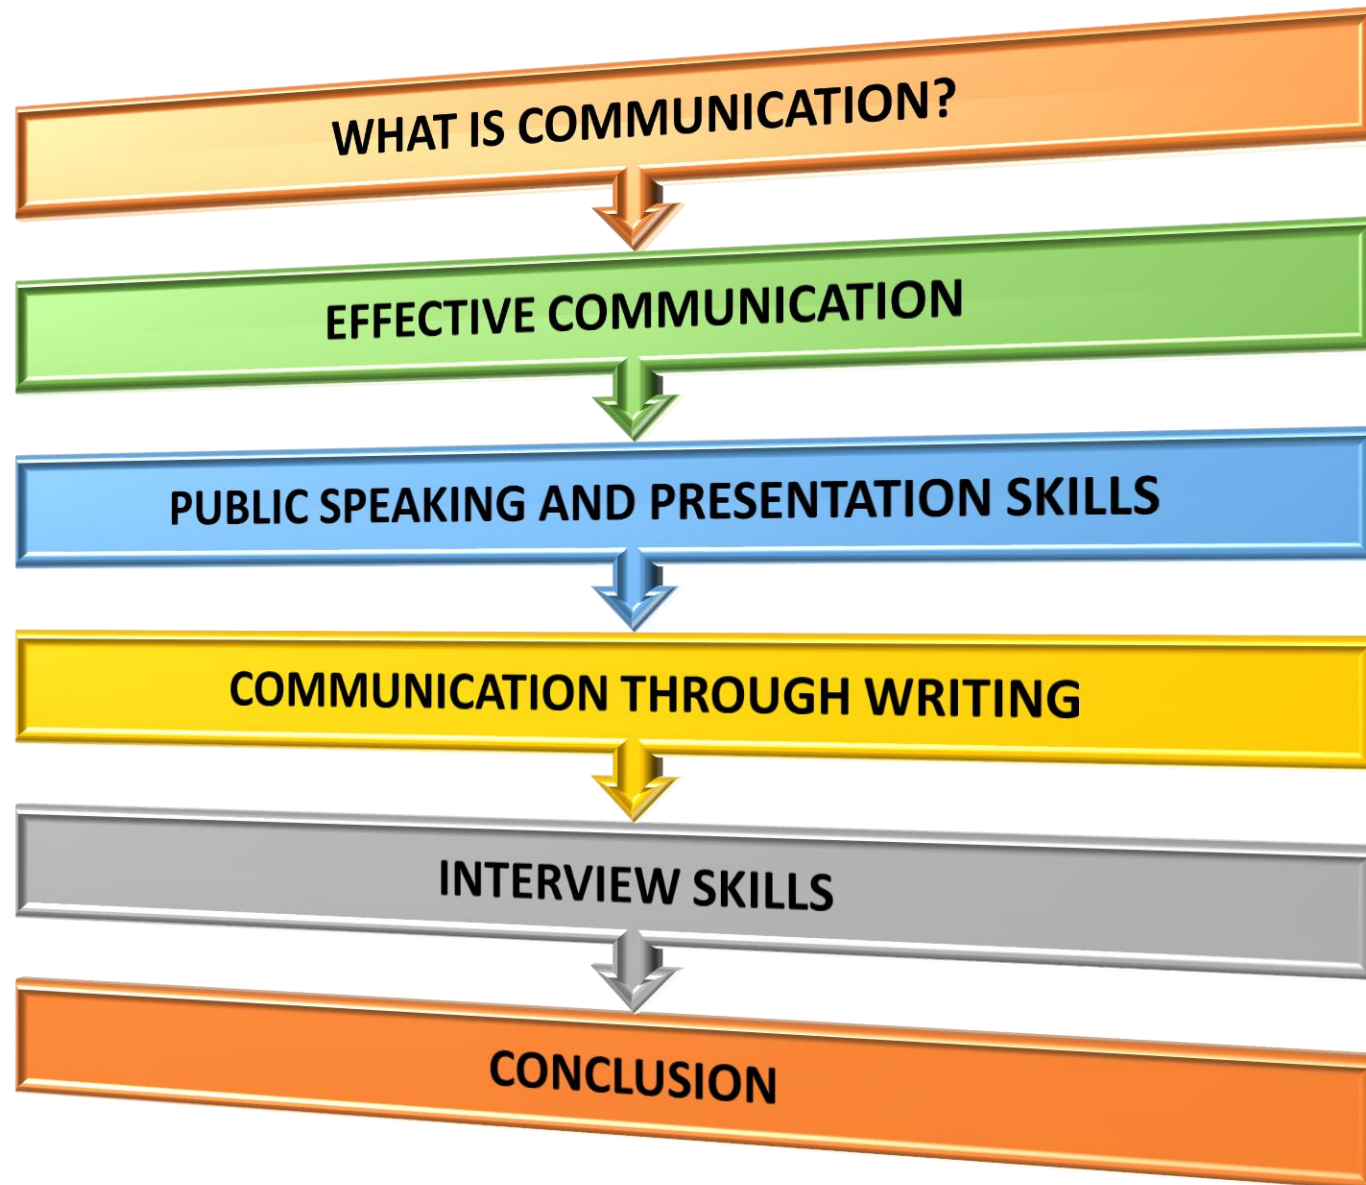 WHAT IS COMMUNICATION?
EFFECTIVE COMMUNICATION
PUBLIC SPEAKING AND PRESENTATION SKILLS
COMMUNICATION THROUGH WRITING
INTERVIEW SKILLS
CONCLUSION